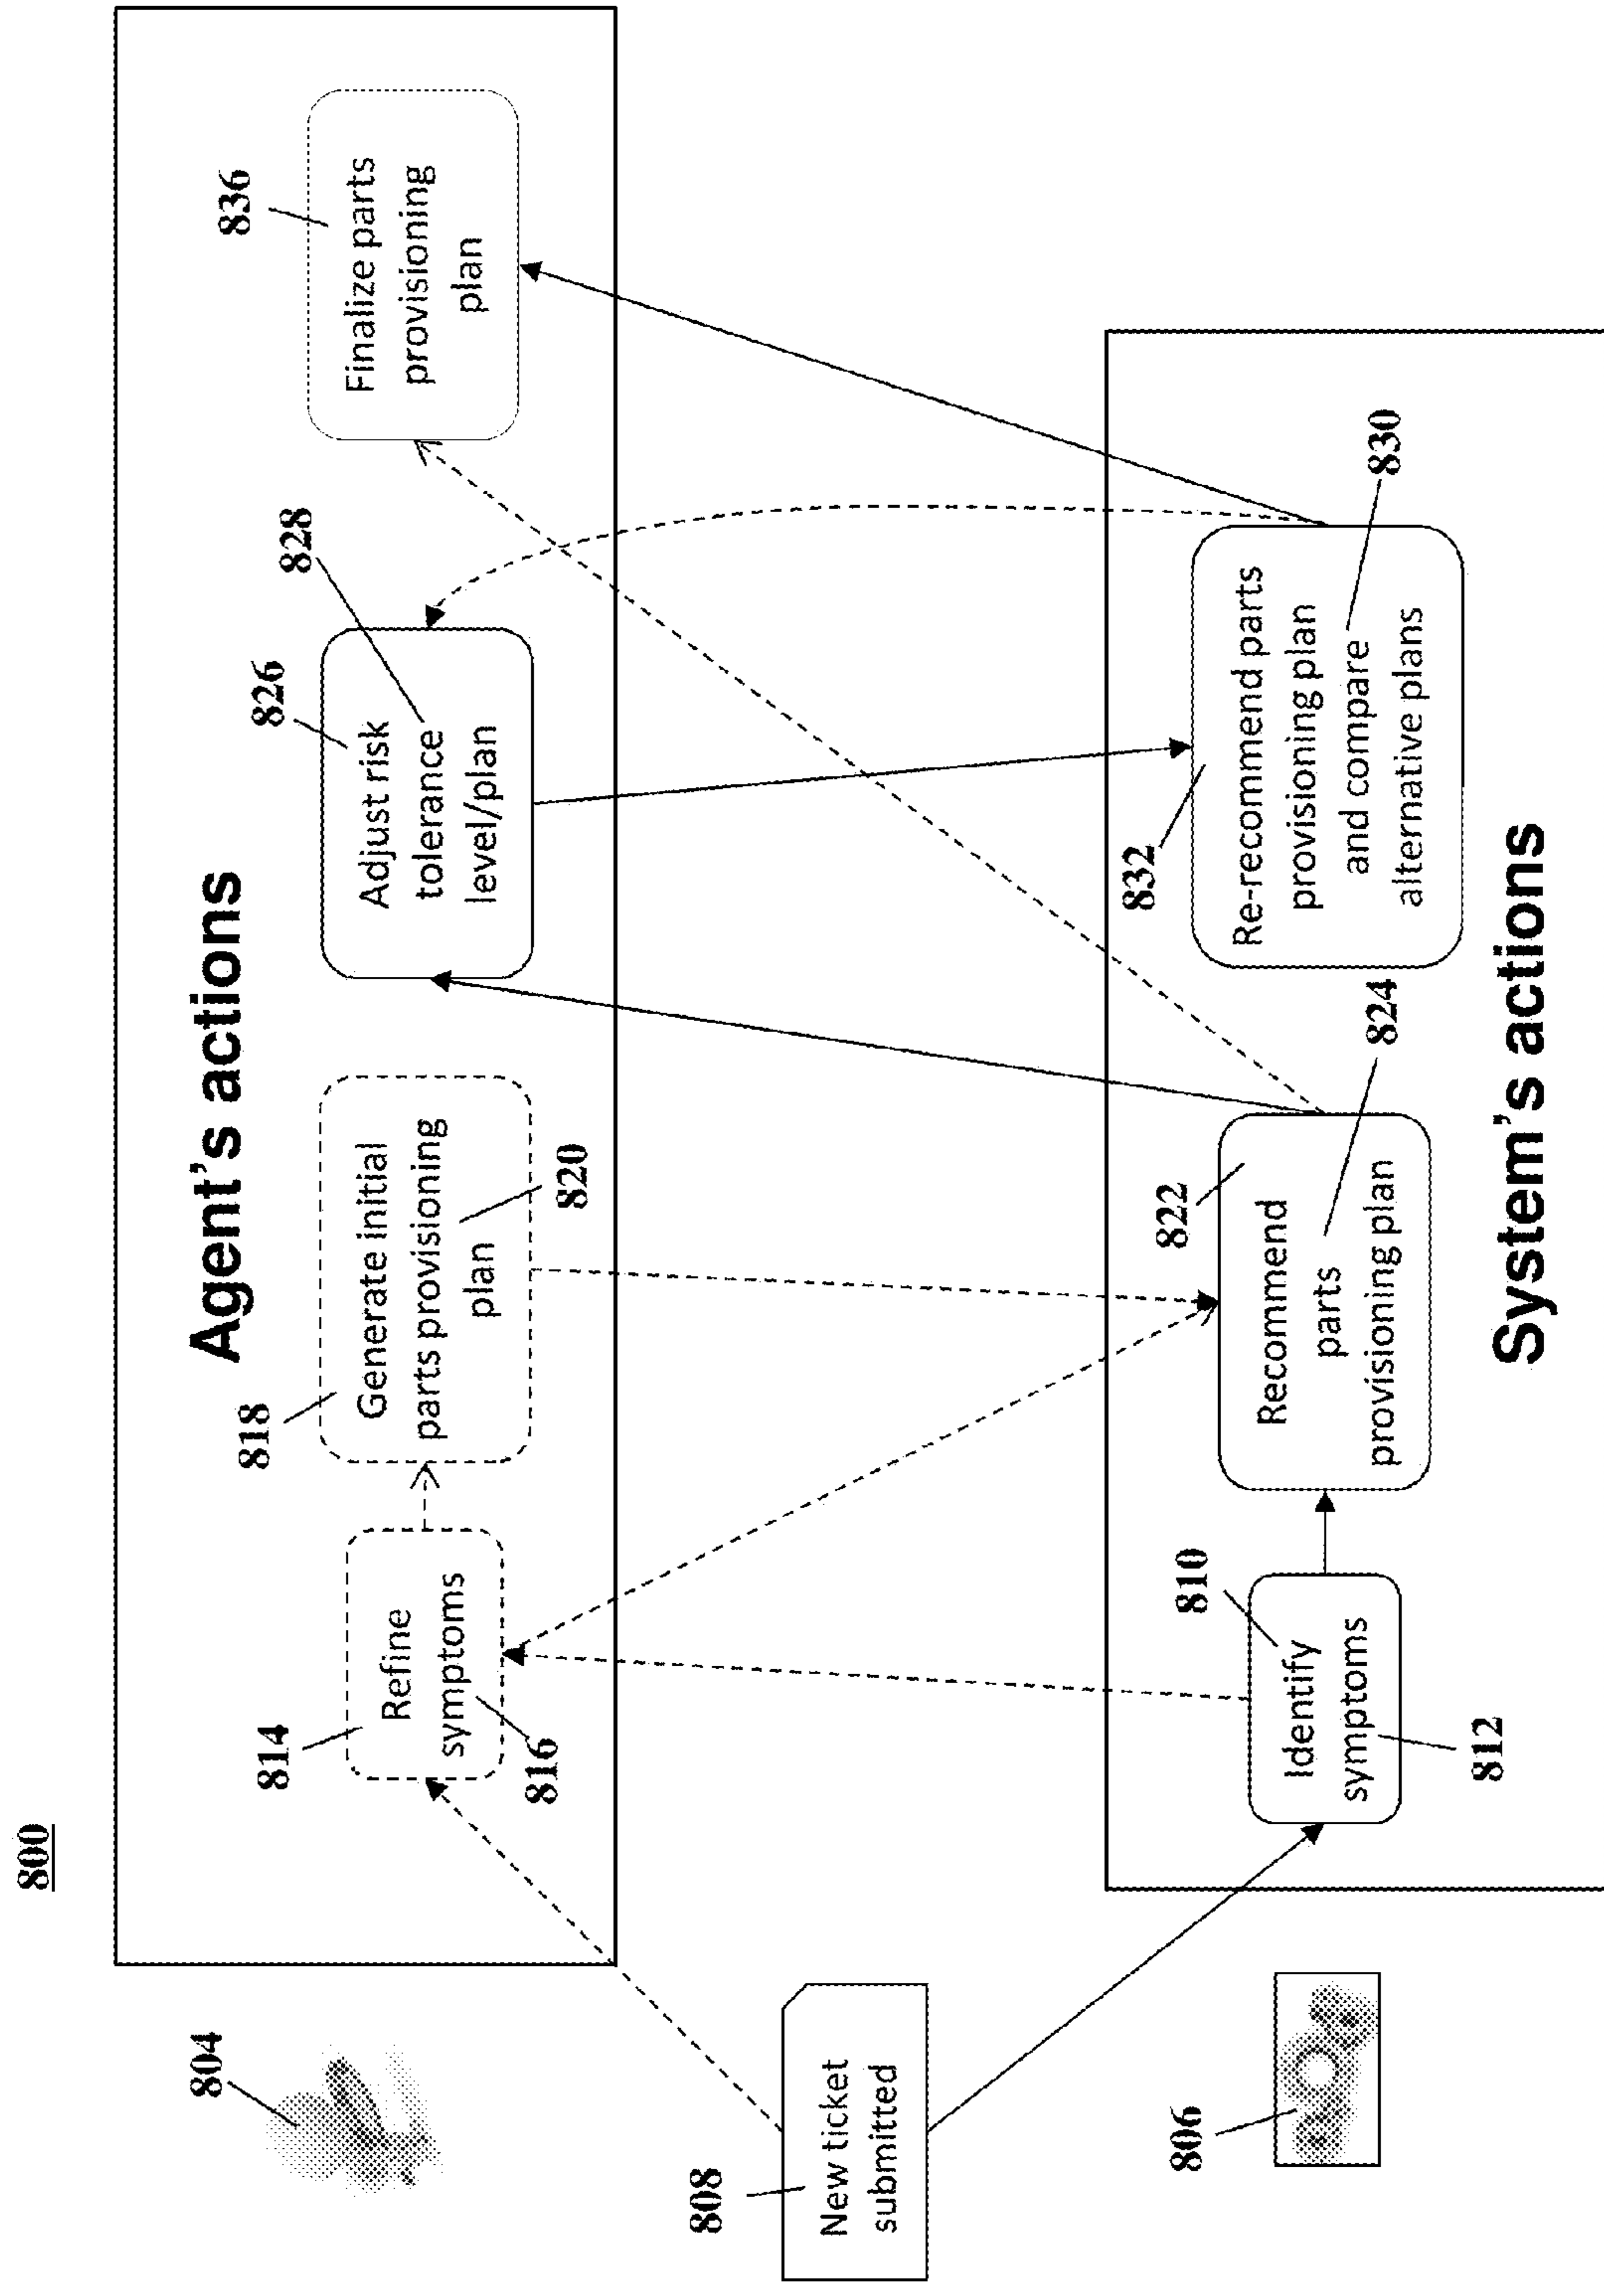 800
804
Agent's actions
814
Refine
symptoms
816
818
Generate initial
parts provisioning
plan
820
826
828
Adjust risk
tolerance
level/plan
836
Finalize parts
provisioning
plan
808
New ticket
submitted
806
810
Identify
symptoms
812
822
Recommend
parts
provisioning plan
824
832
Re-recommend parts
provisioning plan
and compare
alternative plans
830
System's actions